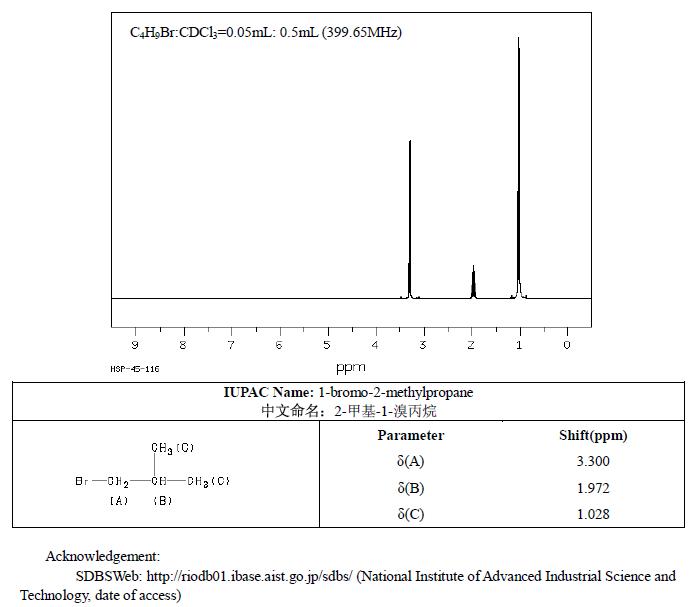 C₄H₉Br:CDCl₃=0.05mL: 0.5mL (399.65MHz)
9 8 7 6 5 4 3 2 1 0
HSP-45-116
ppm
IUPAC Name: 1-bromo-2-methylpropane
中文命名：2-甲基-1-溴丙烷
CH₃(C)
Br—CH₂—CH—CH₃(C)
(A) (B)
Parameter Shift(ppm)
δ(A) 3.300
δ(B) 1.972
δ(C) 1.028
Acknowledgement:
SDBSWeb: http://riodb01.ibase.aist.go.jp/sdbs/ (National Institute of Advanced Industrial Science and
Technology, date of access)